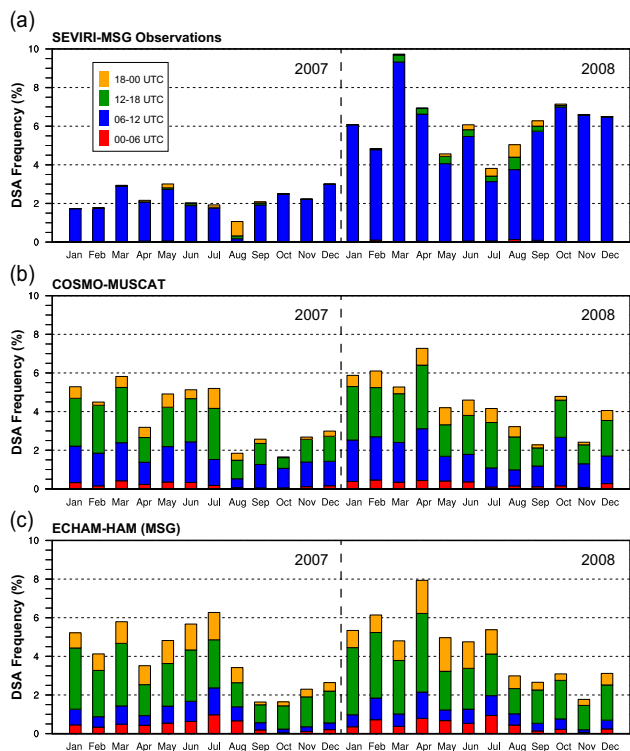 (a)
SEVIRI-MSG Observations
2007
2008
18-00 UTC
12-18 UTC
06-12 UTC
00-06 UTC
DSA Frequency (%)
10
8
6
4
2
0
Jan Feb Mar Apr May Jun Jul Aug Sep Oct Nov Dec Jan Feb Mar Apr May Jun Jul Aug Sep Oct Nov Dec
(b)
COSMO-MUSCAT
2007
2008
DSA Frequency (%)
10
8
6
4
2
0
Jan Feb Mar Apr May Jun Jul Aug Sep Oct Nov Dec Jan Feb Mar Apr May Jun Jul Aug Sep Oct Nov Dec
(c)
ECHAM-HAM (MSG)
2007
2008
DSA Frequency (%)
10
8
6
4
2
0
Jan Feb Mar Apr May Jun Jul Aug Sep Oct Nov Dec Jan Feb Mar Apr May Jun Jul Aug Sep Oct Nov Dec